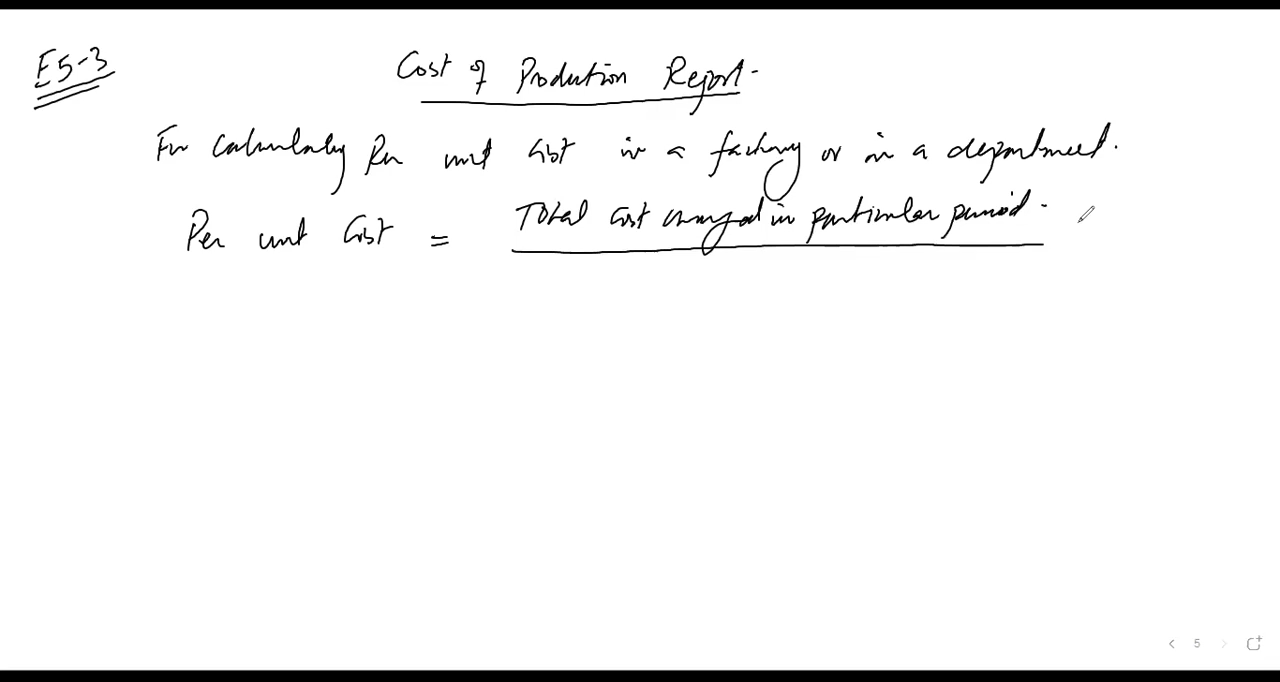 E5-3
Cost of Production Report.
For Calculating Per unit Cost in a factory or in a department.
Per unit Cost = Total Cost charged in particular period.
5